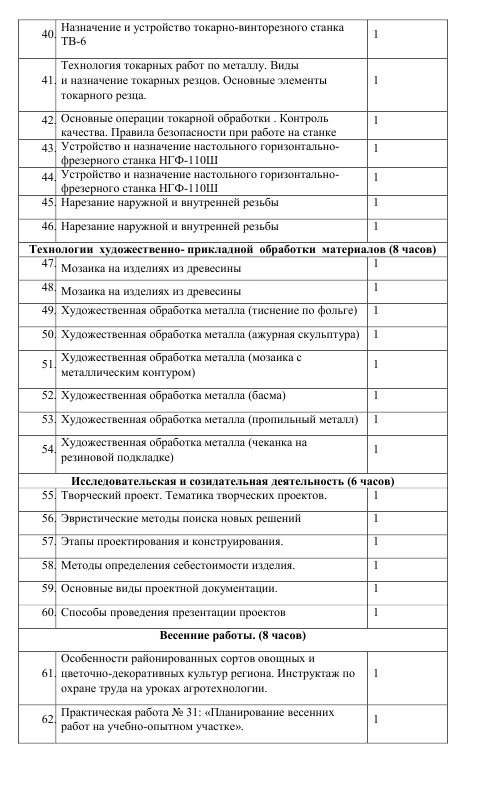 40. Назначение и устройство токарно-винторезного станка 1
ТВ-6
Технология токарных работ по металлу. Виды
41. и назначение токарных резцов. Основные элементы 1
токарного резца.
42. Основные операции токарной обработки . Контроль 1
качества. Правила безопасности при работе на станке
43. Устройство и назначение настольного горизонтально- 1
фрезерного станка НГФ-110Ш
44. Устройство и назначение настольного горизонтально- 1
фрезерного станка НГФ-110Ш
45. Нарезание наружной и внутренней резьбы 1
46. Нарезание наружной и внутренней резьбы 1
Технологии художественно- прикладной обработки материалов (8 часов)
47. Мозаика на изделиях из древесины 1
48. Мозаика на изделиях из древесины 1
49. Художественная обработка металла (тиснение по фольге) 1
50. Художественная обработка металла (ажурная скульптура) 1
51. Художественная обработка металла (мозаика с 1
металлическим контуром)
52. Художественная обработка металла (басма) 1
53. Художественная обработка металла (пропильный металл) 1
54. Художественная обработка металла (чеканка на 1
резиновой подкладке)
Исследовательская и созидательная деятельность (6 часов)
55. Творческий проект. Тематика творческих проектов. 1
56. Эвристические методы поиска новых решений 1
57. Этапы проектирования и конструирования. 1
58. Методы определения себестоимости изделия. 1
59. Основные виды проектной документации. 1
60. Способы проведения презентации проектов 1
Весенние работы. (8 часов)
Особенности районированных сортов овощных и
61. цветочно-декоративных культур региона. Инструктаж по 1
охране труда на уроках агротехнологии.
62. Практическая работа № 31: «Планирование весенних 1
работ на учебно-опытном участке».